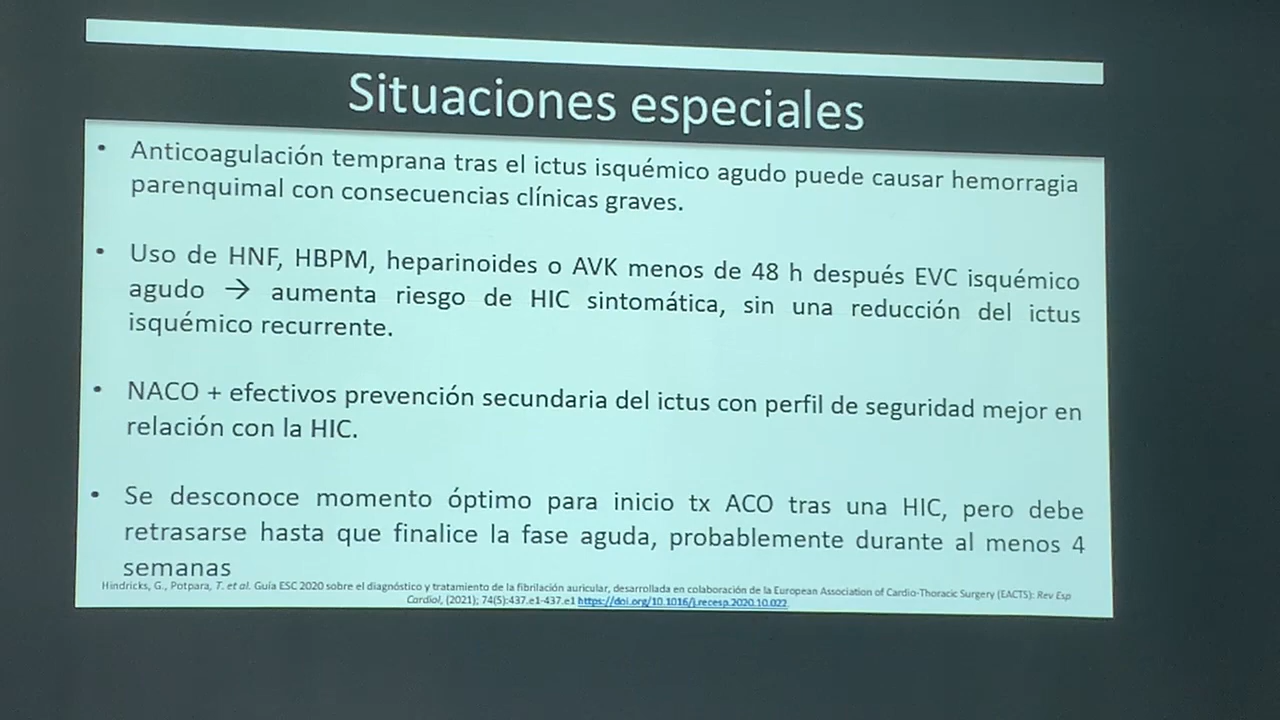 Situaciones especiales
• Anticoagulación temprana tras el ictus isquémico agudo puede causar hemorragia
parenquimal con consecuencias clínicas graves.
• Uso de HNF, HBPM, heparinoides o AVK menos de 48 h después EVC isquémico
agudo → aumenta riesgo de HIC sintomática, sin una reducción del ictus
isquémico recurrente.
• NACO + efectivos prevención secundaria del ictus con perfil de seguridad mejor en
relación con la HIC.
• Se desconoce momento óptimo para inicio tx ACO tras una HIC, pero debe
retrasarse hasta que finalice la fase aguda, probablemente durante al menos 4
semanas
Hindricks, G., Potpara, T. et al. Guía ESC 2020 sobre el diagnóstico y tratamiento de la fibrilación auricular, desarrollada en colaboración de la European Association of Cardio-Thoracic Surgery (EACTS): Rev Esp
Cardiol, (2021); 74(5):437.e1-437.e1 https://doi.org/10.1016/j.recesp.2020.10.022.